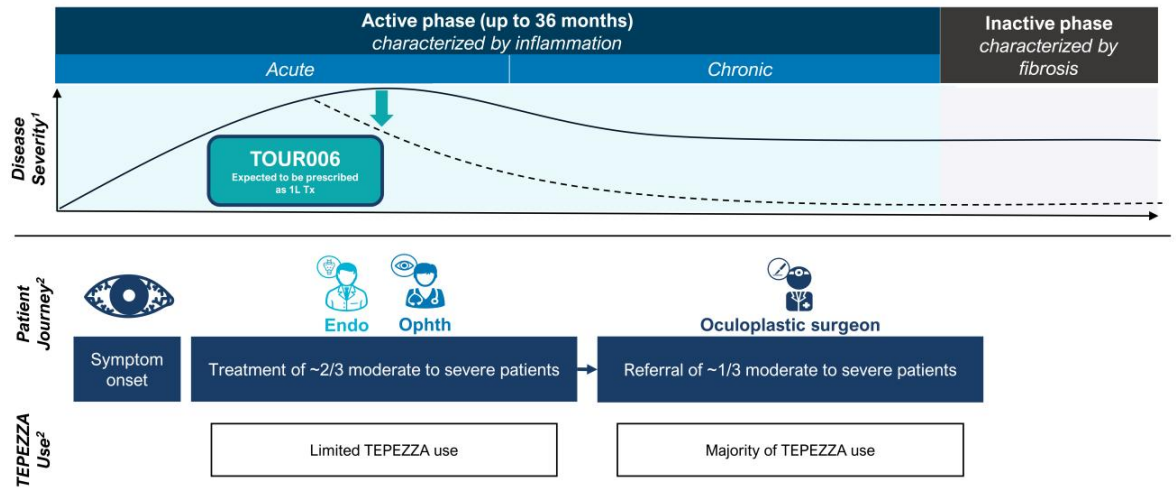 Active phase (up to 36 months)
characterized by inflammation
Inactive phase
characterized by
fibrosis
Acute
Chronic
Disease
Severity1
TOUR006
Expected to be prescribed
as 1L Tx
Patient
Journey2
Endo
Ophth
Oculoplastic surgeon
Symptom
onset
Treatment of ~2/3 moderate to severe patients
Referral of ~1/3 moderate to severe patients
TEPEZZA
Use2
Limited TEPEZZA use
Majority of TEPEZZA use